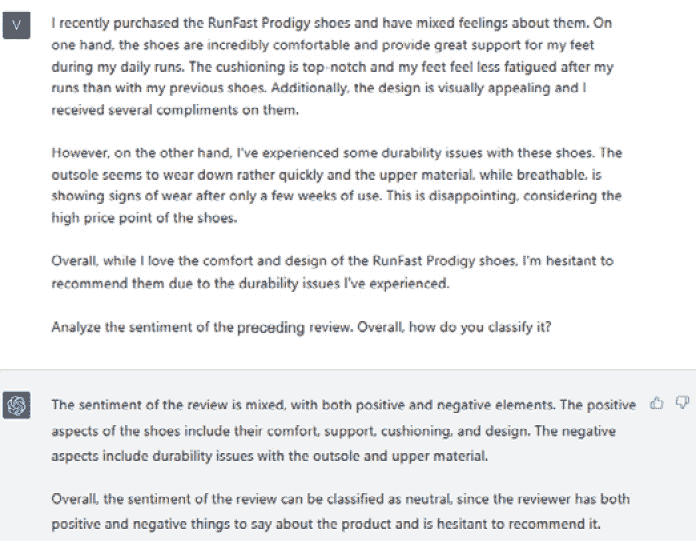 V
I recently purchased the RunFast Prodigy shoes and have mixed feelings about them. On
one hand, the shoes are incredibly comfortable and provide great support for my feet
during my daily runs. The cushioning is top-notch and my feet feel less fatigued after my
runs than with my previous shoes. Additionally, the design is visually appealing and I
received several compliments on them.
However, on the other hand, I've experienced some durability issues with these shoes. The
outsole seems to wear down rather quickly and the upper material, while breathable, is
showing signs of wear after only a few weeks of use. This is disappointing, considering the
high price point of the shoes.
Overall, while I love the comfort and design of the RunFast Prodigy shoes, I'm hesitant to
recommend them due to the durability issues I've experienced.
Analyze the sentiment of the preceding review. Overall, how do you classify it?
The sentiment of the review is mixed, with both positive and negative elements. The positive
aspects of the shoes include their comfort, support, cushioning, and design. The negative
aspects include durability issues with the outsole and upper material.
Overall, the sentiment of the review can be classified as neutral, since the reviewer has both
positive and negative things to say about the product and is hesitant to recommend it.